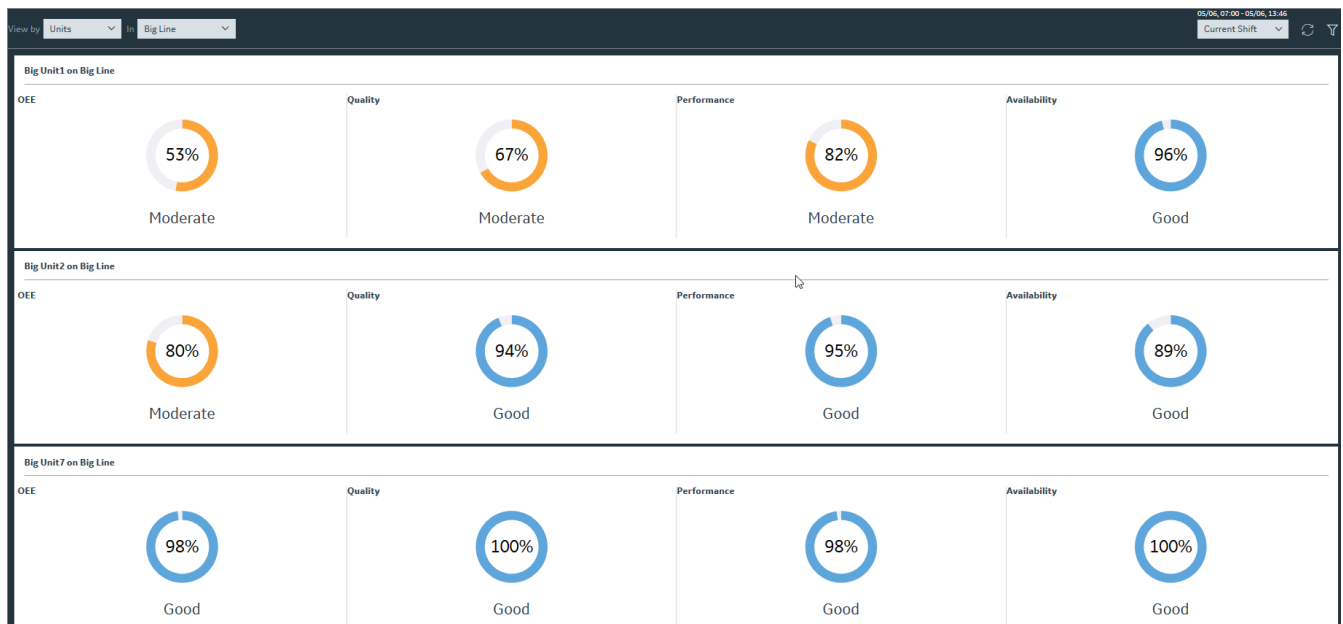 05/06, 07:00 - 05/06, 13:46
View by Units In Big Line Current Shift
Big Unit1 on Big Line
OEE Quality Performance Availability
53% 67% 82% 96%
Moderate Moderate Moderate Good
Big Unit2 on Big Line
OEE Quality Performance Availability
80% 94% 95% 89%
Moderate Good Good Good
Big Unit7 on Big Line
OEE Quality Performance Availability
98% 100% 98% 100%
Good Good Good Good